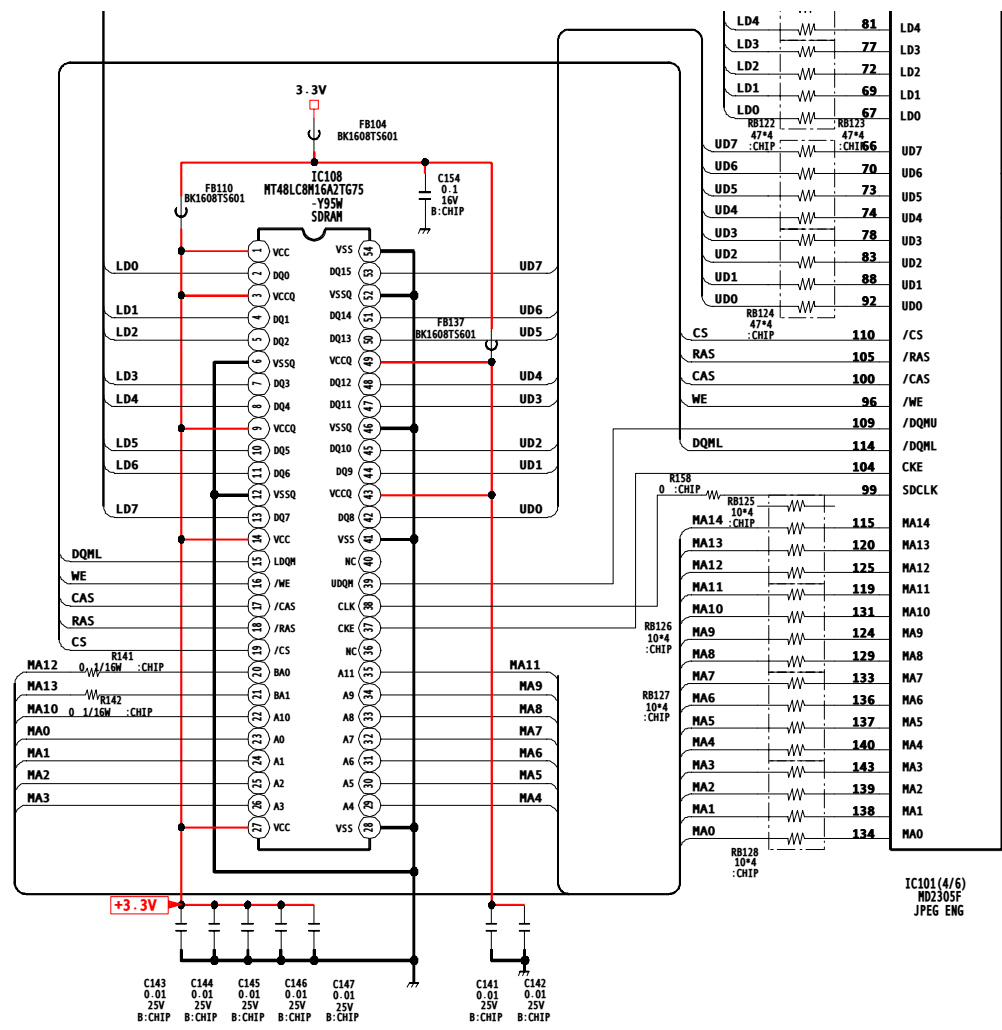 3.3V
FB104
BK1608TS601
FB110
BK1608TS601
IC108
MT48LC8M16A2TG75
-Y95W
SDRAM
C154
0.1
16V
B:CHIP
FB137
BK1608TS601
LD0
LD1
LD2
LD3
LD4
LD5
LD6
LD7
DQML
WE
CAS
RAS
CS
MA12
R141
0 1/16W :CHIP
MA13
R142
MA10
0 1/16W :CHIP
MA0
MA1
MA2
MA3
1 VCC
2 DQ0
3 VCCQ
4 DQ1
5 DQ2
6 VSSQ
7 DQ3
8 DQ4
9 VCCQ
10 DQ5
11 DQ6
12 VSSQ
13 DQ7
14 VCC
15 LDQM
16 /WE
17 /CAS
18 /RAS
19 /CS
20 BA0
21 BA1
22 A10
23 A0
24 A1
25 A2
26 A3
27 VCC
VSS 54
DQ15 53
VSSQ 52
DQ14 51
DQ13 50
VCCQ 49
DQ12 48
DQ11 47
VSSQ 46
DQ10 45
DQ9 44
VCCQ 43
DQ8 42
VSS 41
NC 40
UDQM 39
CLK 38
CKE 37
NC 36
A11 35
A9 34
A8 33
A7 32
A6 31
A5 30
A4 29
VSS 28
UD7
UD6
UD5
UD4
UD3
UD2
UD1
UD0
MA11
MA9
MA8
MA7
MA6
MA5
MA4
LD4 81 LD4
LD3 77 LD3
LD2 72 LD2
LD1 69 LD1
LD0 67 LD0
RB122
47*4
:CHIP
RB123
47*4
:CHIP
UD7 66 UD7
UD6 70 UD6
UD5 73 UD5
UD4 74 UD4
UD3 78 UD3
UD2 83 UD2
UD1 88 UD1
UD0 92 UD0
RB124
47*4
:CHIP
CS 110 /CS
RAS 105 /RAS
CAS 100 /CAS
WE 96 /WE
109 /DQMU
DQML 114 /DQML
104 CKE
R158
0 :CHIP
99 SDCLK
RB125
10*4
:CHIP
MA14 115 MA14
MA13 120 MA13
MA12 125 MA12
MA11 119 MA11
MA10 131 MA10
RB126
10*4
:CHIP
MA9 124 MA9
MA8 129 MA8
MA7 133 MA7
RB127
10*4
:CHIP
MA6 136 MA6
MA5 137 MA5
MA4 140 MA4
MA3 143 MA3
MA2 139 MA2
MA1 138 MA1
MA0 134 MA0
RB128
10*4
:CHIP
IC101(4/6)
MD2305F
JPEG ENG
+3.3V
C143
0.01
25V
B:CHIP
C144
0.01
25V
B:CHIP
C145
0.01
25V
B:CHIP
C146
0.01
25V
B:CHIP
C147
0.01
25V
B:CHIP
C141
0.01
25V
B:CHIP
C142
0.01
25V
B:CHIP